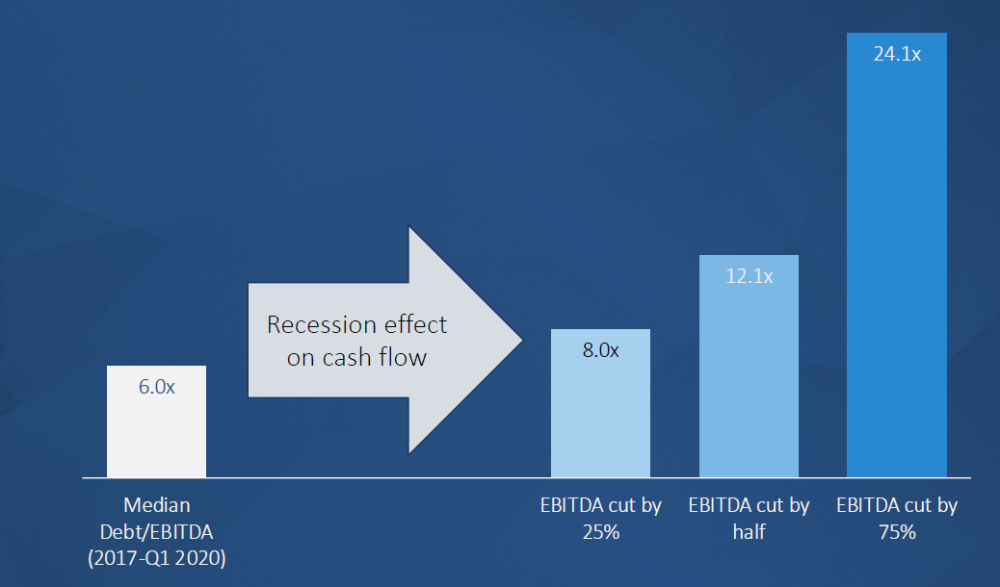 24.1x
12.1x
8.0x
6.0x
Recession effect
on cash flow
Median
Debt/EBITDA
(2017-Q1 2020)
EBITDA cut by
25%
EBITDA cut by
half
EBITDA cut by
75%